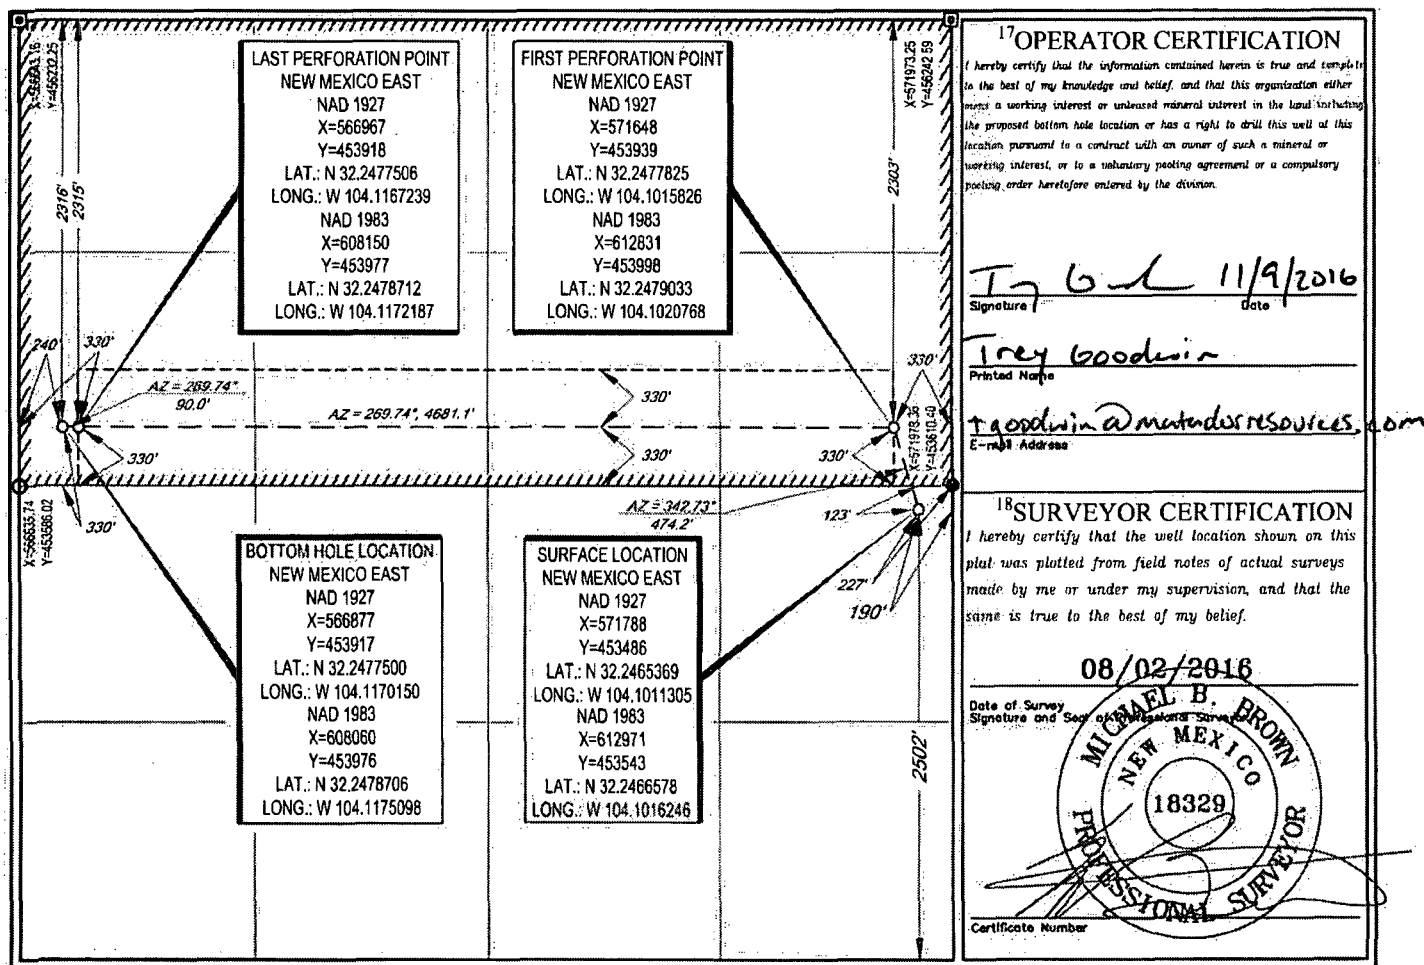 Y=456232.25
X=571973.25
Y=456242.59
2316'
2315'
2303'
LAST PERFORATION POINT
NEW MEXICO EAST
NAD 1927
X=566967
Y=453918
LAT.: N 32.2477506
LONG.: W 104.1167239
NAD 1983
X=608150
Y=453977
LAT.: N 32.2478712
LONG.: W 104.1172187
FIRST PERFORATION POINT
NEW MEXICO EAST
NAD 1927
X=571648
Y=453939
LAT.: N 32.2477825
LONG.: W 104.1015826
NAD 1983
X=612831
Y=453998
LAT.: N 32.2479033
LONG.: W 104.1020768
240'
330'
AZ = 269.74°
90.0'
AZ = 269.74°, 4681.1'
330'
330'
330'
330'
330'
X=571978.36
Y=453610.40
X=566635.74
Y=453586.02
330'
AZ = 342.73°
474.2'
123'
227'
190'
2502'
BOTTOM HOLE LOCATION
NEW MEXICO EAST
NAD 1927
X=566877
Y=453917
LAT.: N 32.2477500
LONG.: W 104.1170150
NAD 1983
X=608060
Y=453976
LAT.: N 32.2478706
LONG.: W 104.1175098
SURFACE LOCATION
NEW MEXICO EAST
NAD 1927
X=571788
Y=453486
LAT.: N 32.2465369
LONG.: W 104.1011305
NAD 1983
X=612971
Y=453543
LAT.: N 32.2466578
LONG.: W 104.1016246
17 OPERATOR CERTIFICATION
I hereby certify that the information contained herein is true and complete
to the best of my knowledge and belief, and that this organization either
owns a working interest or unleased mineral interest in the land including
the proposed bottom hole location or has a right to drill this well at this
location pursuant to a contract with an owner of such a mineral or
working interest, or to a voluntary pooling agreement or a compulsory
pooling order heretofore entered by the division.
11/9/2016
Signature Date
Trey Goodwin
Printed Name
tgoodwin@matadorresources.com
E-mail Address
18 SURVEYOR CERTIFICATION
I hereby certify that the well location shown on this
plat was plotted from field notes of actual surveys
made by me or under my supervision, and that the
same is true to the best of my belief.
08/02/2016
Date of Survey
Signature and Seal of Professional Surveyor
MICHAEL B. BROWN
NEW MEXICO
18329
PROFESSIONAL SURVEYOR
Certificate Number